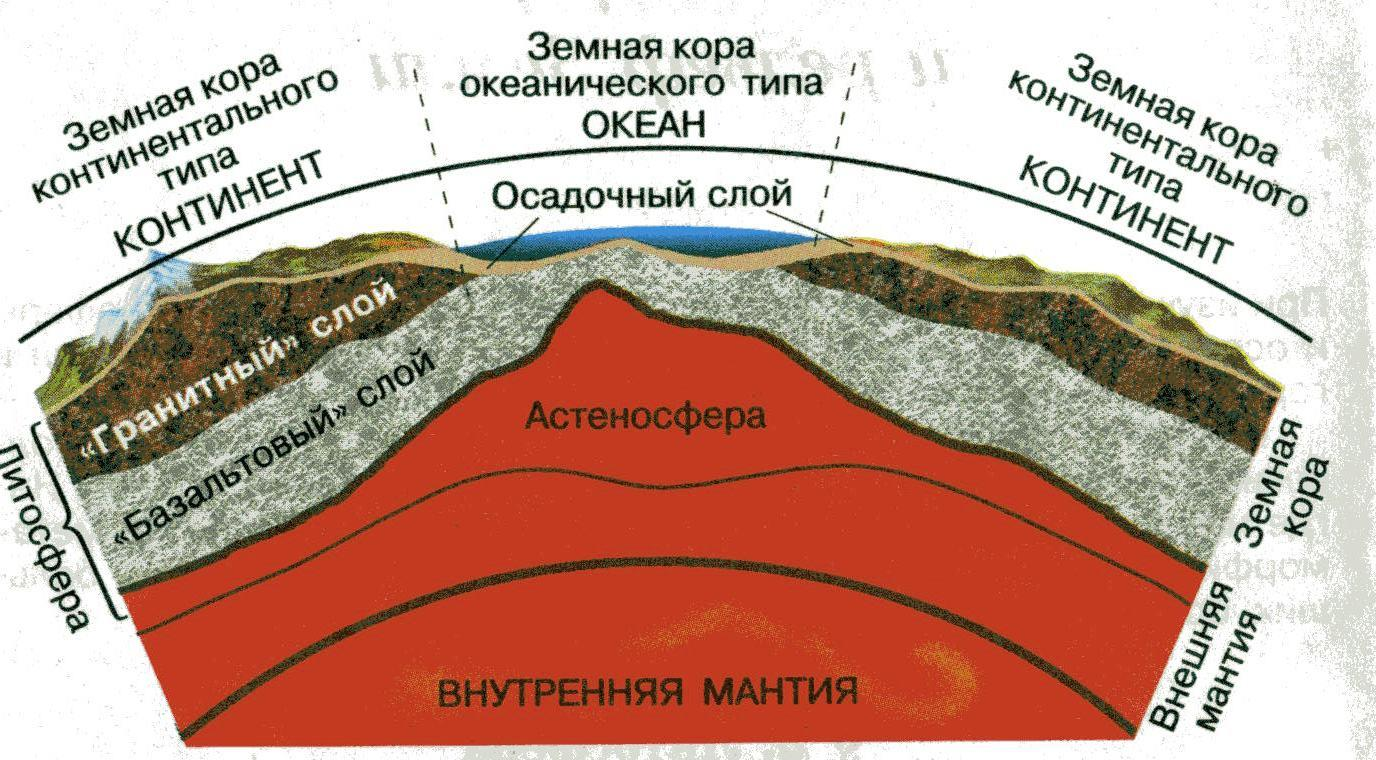 Земная кора
континентального
типа
КОНТИНЕНТ
Земная кора
океанического типа
ОКЕАН
Земная кора
континентального
типа
КОНТИНЕНТ
Осадочный слой
«Гранитный» слой
«Базальтовый» слой
Астеносфера
Литосфера
Земная
кора
Внешняя
мантия
ВНУТРЕННЯЯ МАНТИЯ